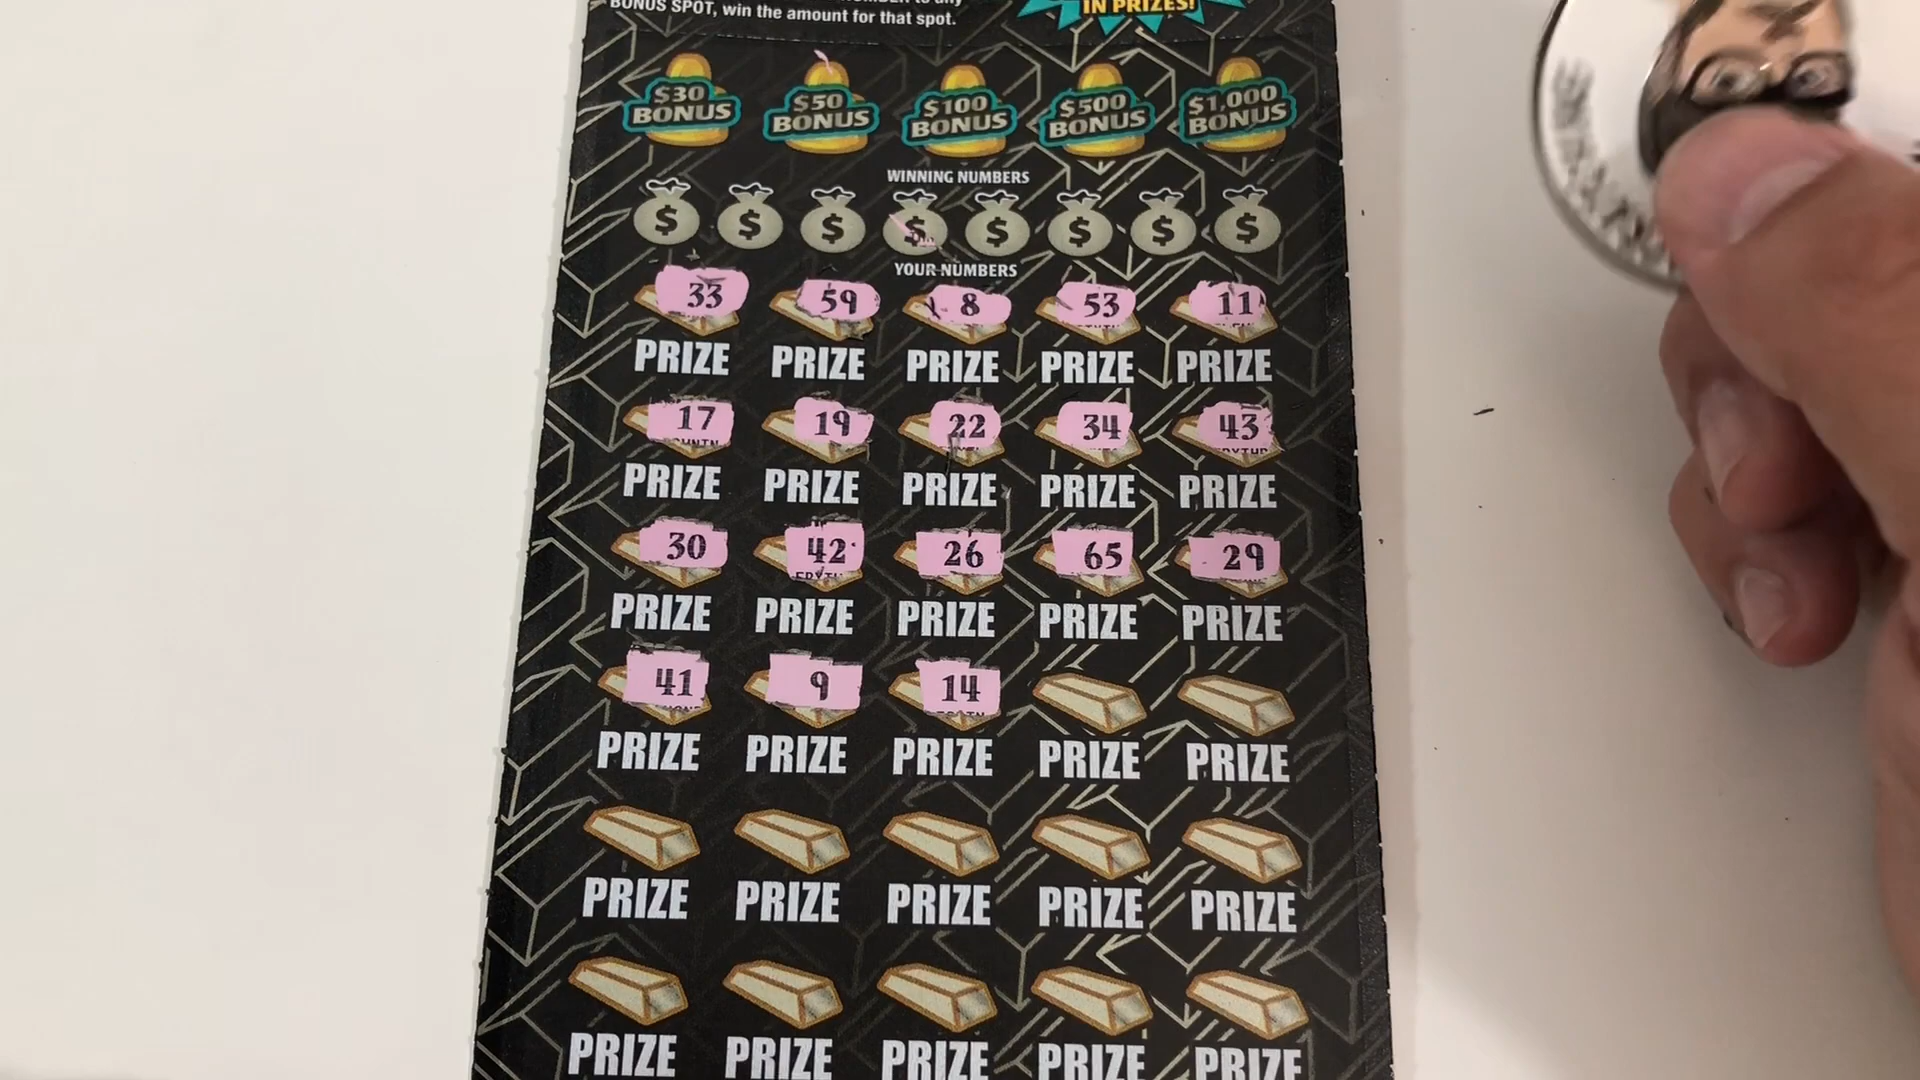 BONUS SPOT, win the amount for that spot.
IN PRIZES!
$30 BONUS
$50 BONUS
$100 BONUS
$500 BONUS
$1,000 BONUS
WINNING NUMBERS
$ $ $ $ $ $ $ $
YOUR NUMBERS
33 59 8 53 11
PRIZE PRIZE PRIZE PRIZE PRIZE
17 19 22 34 43
PRIZE PRIZE PRIZE PRIZE PRIZE
30 42 26 65 29
PRIZE PRIZE PRIZE PRIZE PRIZE
41 9 14
PRIZE PRIZE PRIZE PRIZE PRIZE
PRIZE PRIZE PRIZE PRIZE PRIZE
PRIZE PRIZE PRIZE PRIZE PRIZE